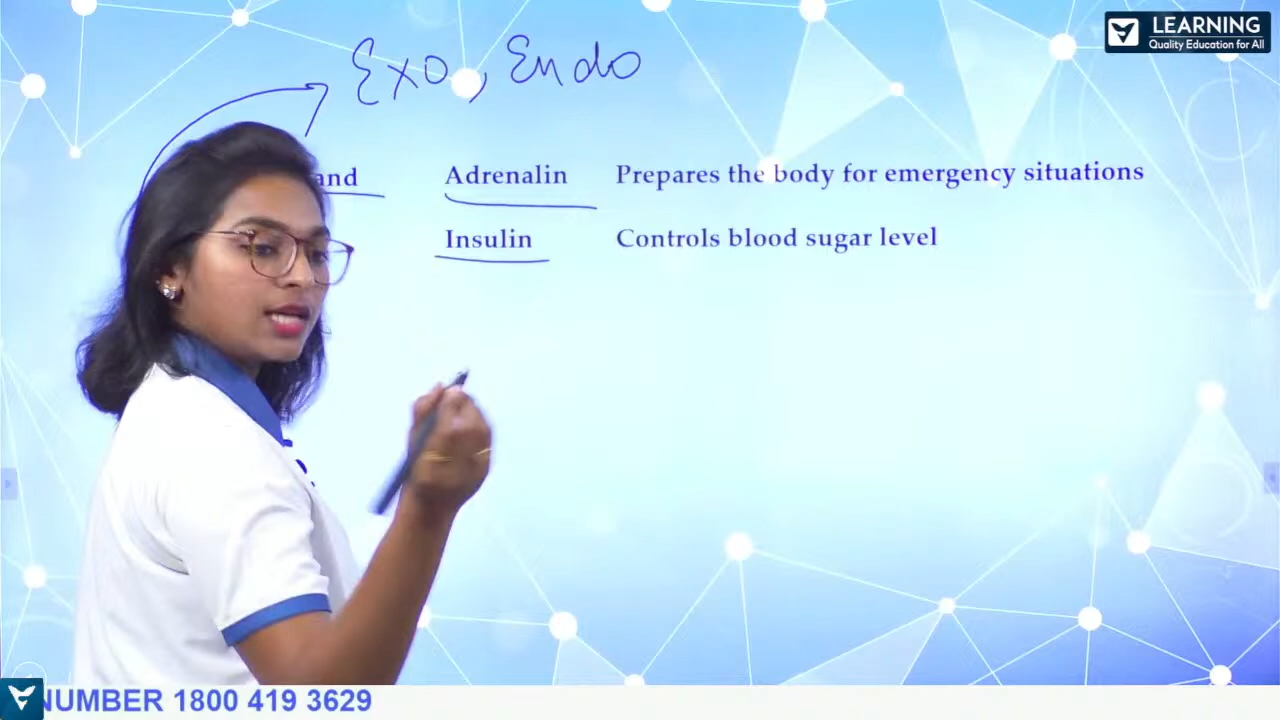 LEARNING
Quality Education for All
Exo, Endo
Adrenalin Prepares the body for emergency situations
Insulin Controls blood sugar level
NUMBER 1800 419 3629